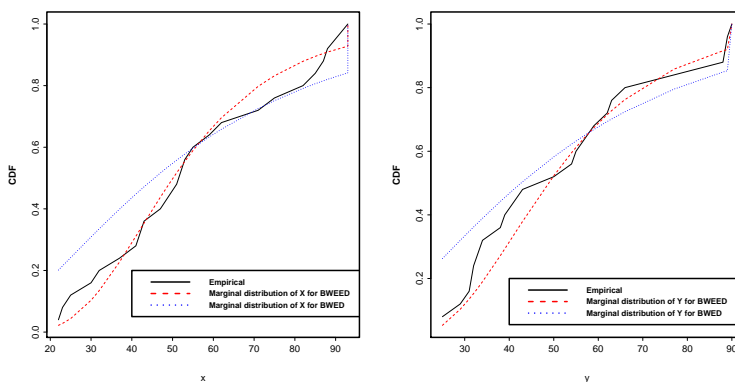 1.0
0.8
0.6
0.4
0.2
0.0
CDF
20 30 40 50 60 70 80 90
x
Empirical
Marginal distribution of X for BWEED
Marginal distribution of X for BWED
1.0
0.8
0.6
0.4
0.2
CDF
30 40 50 60 70 80 90
y
Empirical
Marginal distribution of Y for BWEED
Marginal distribution of Y for BWED